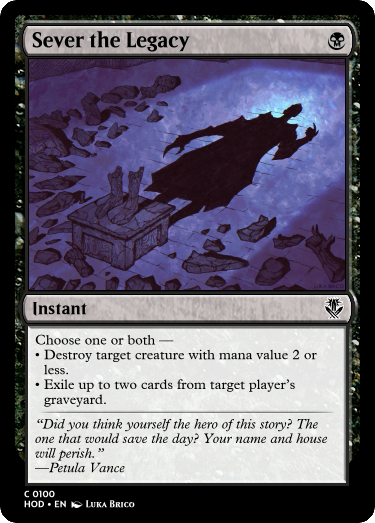 Sever the Legacy
Instant
Choose one or both —
• Destroy target creature with mana value 2 or
less.
• Exile up to two cards from target player's
graveyard.
"Did you think yourself the hero of this story? The
one that would save the day? Your name and house
will perish."
—Petula Vance
C 0100
HOD • EN Luka Brico